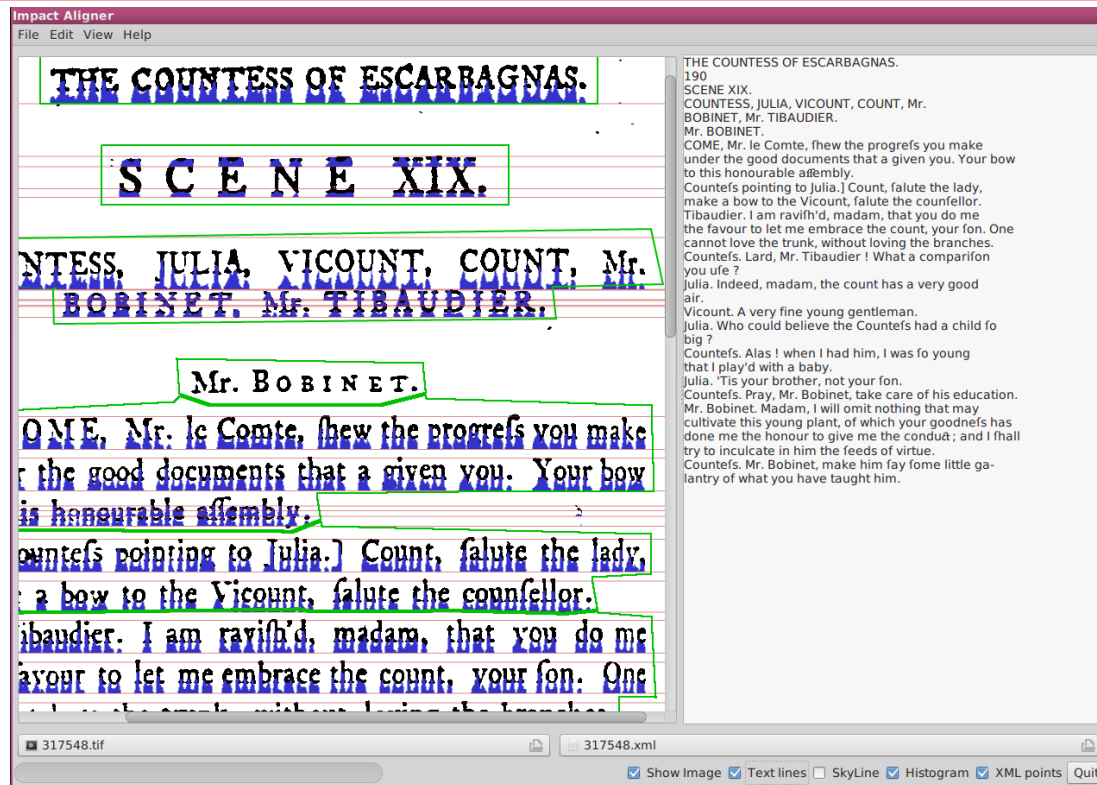 Impact Aligner
File Edit View Help
THE COUNTESS OF ESCARBAGNAS.
SCENE XIX.
NTESS, JULIA, VICOUNT, COUNT, Mr.
BOBINET, Mr. TIBAUDIER.
Mr. BOBINET.
OME, Mr. le Comte, ſhew the progreſs you make
r the good documents that a given you. Your bow
is honourable aſſembly.
ounteſs pointing to Julia.] Count, ſalute the lady,
a bow to the Vicount, ſalute the counſellor.
ibaudier. I am raviſh'd, madam, that you do me
avour to let me embrace the count, your ſon. One
THE COUNTESS OF ESCARBAGNAS.
190
SCENE XIX.
COUNTESS, JULIA, VICOUNT, COUNT, Mr.
BOBINET, Mr. TIBAUDIER.
Mr. BOBINET.
COME, Mr. le Comte, ſhew the progreſs you make
under the good documents that a given you. Your bow
to this honourable aſſembly.
Counteſs pointing to Julia.] Count, ſalute the lady,
make a bow to the Vicount, ſalute the counſellor.
Tibaudier. I am raviſh'd, madam, that you do me
the favour to let me embrace the count, your ſon. One
cannot love the trunk, without loving the branches.
Counteſs. Lard, Mr. Tibaudier ! What a compariſon
you uſe ?
Julia. Indeed, madam, the count has a very good
air.
Vicount. A very fine young gentleman.
Julia. Who could believe the Counteſs had a child ſo
big ?
Counteſs. Alas ! when I had him, I was ſo young
that I play'd with a baby.
Julia. 'Tis your brother, not your ſon.
Counteſs. Pray, Mr. Bobinet, take care of his education.
Mr. Bobinet. Madam, I will omit nothing that may
cultivate this young plant, of which your goodneſs has
done me the honour to give me the conduct ; and I ſhall
try to inculcate in him the ſeeds of virtue.
Counteſs. Mr. Bobinet, make him ſay ſome little ga-
lantry of what you have taught him.
317548.tif
317548.xml
Show Image Text lines SkyLine Histogram XML points Quit